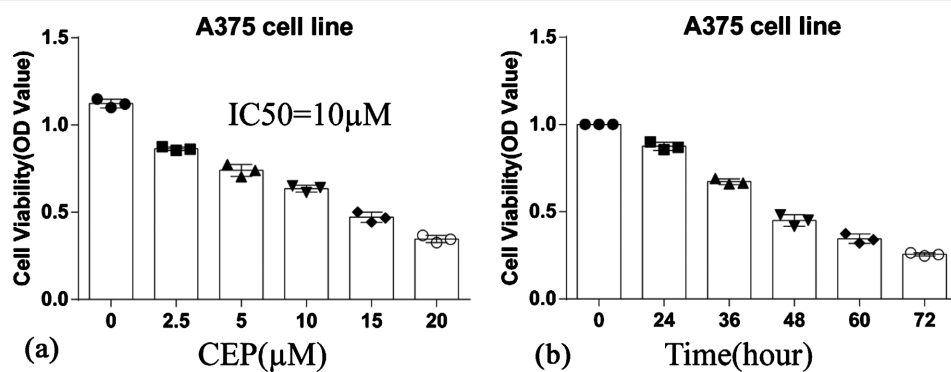 A375 cell line
Cell Viability(OD Value)
1.5
1.0
0.5
0.0
IC50=10μM
0 2.5 5 10 15 20
(a) CEP(μM)
A375 cell line
Cell Viability(OD Value)
1.5
1.0
0.5
0.0
0 24 36 48 60 72
(b) Time(hour)